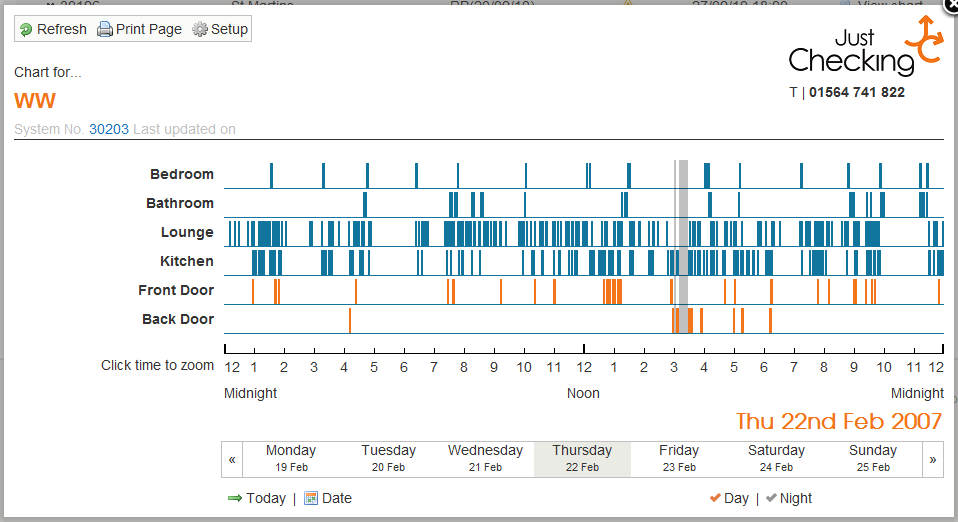 Refresh Print Page Setup
Just
Checking
T | 01564 741 822
Chart for...
WW
System No. 30203 Last updated on
Bedroom
Bathroom
Lounge
Kitchen
Front Door
Back Door
Click time to zoom
12 1 2 3 4 5 6 7 8 9 10 11 12 1 2 3 4 5 6 7 8 9 10 11 12
Midnight Noon Midnight
Thu 22nd Feb 2007
« Monday Tuesday Wednesday Thursday Friday Saturday Sunday »
19 Feb 20 Feb 21 Feb 22 Feb 23 Feb 24 Feb 25 Feb
Today | Date Day | Night